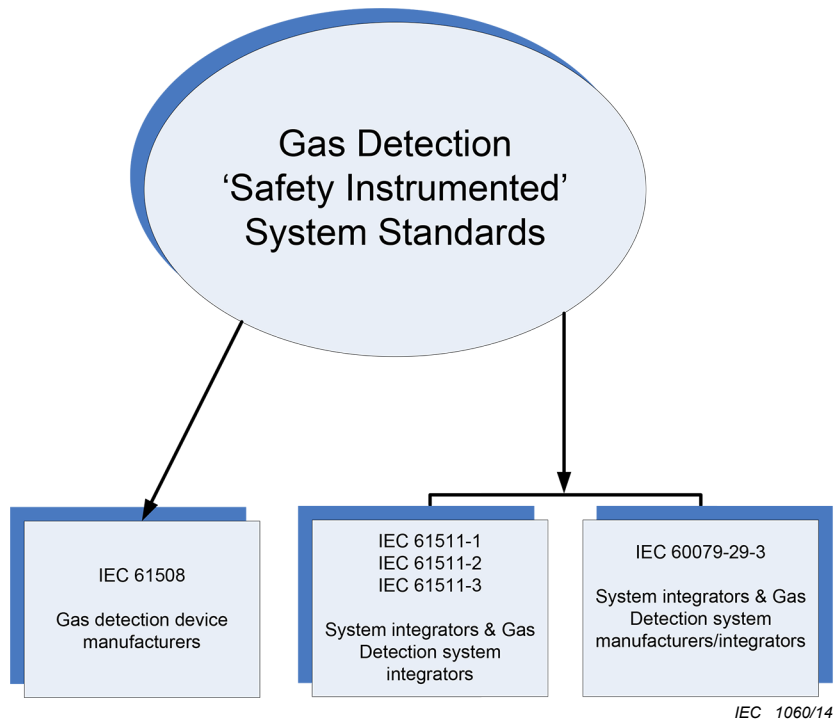 Gas Detection
‘Safety Instrumented’
System Standards
IEC 61508
Gas detection device
manufacturers
IEC 61511-1
IEC 61511-2
IEC 61511-3
System integrators & Gas
Detection system
integrators
IEC 60079-29-3
System integrators & Gas
Detection system
manufacturers/integrators
IEC 1060/14